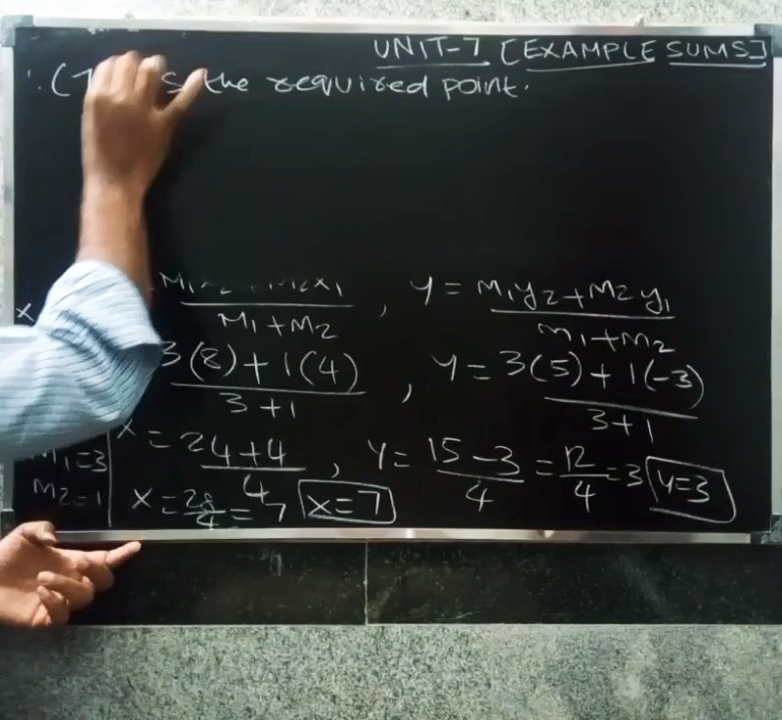 UNIT-7 [EXAMPLE SUMS]
∴ ( the required point.
x₁ , y = m₁y₂+m₂y₁
m₁+m₂ m₁+m₂
x
3(8)+1(4) , y = 3(5)+1(-3)
3+1 3+1
x = 24+4 , y = 15-3 = 12 = 3 y=3
4 4 4
m₁=3
m₂=1 x = 28 = 7 x=7
4